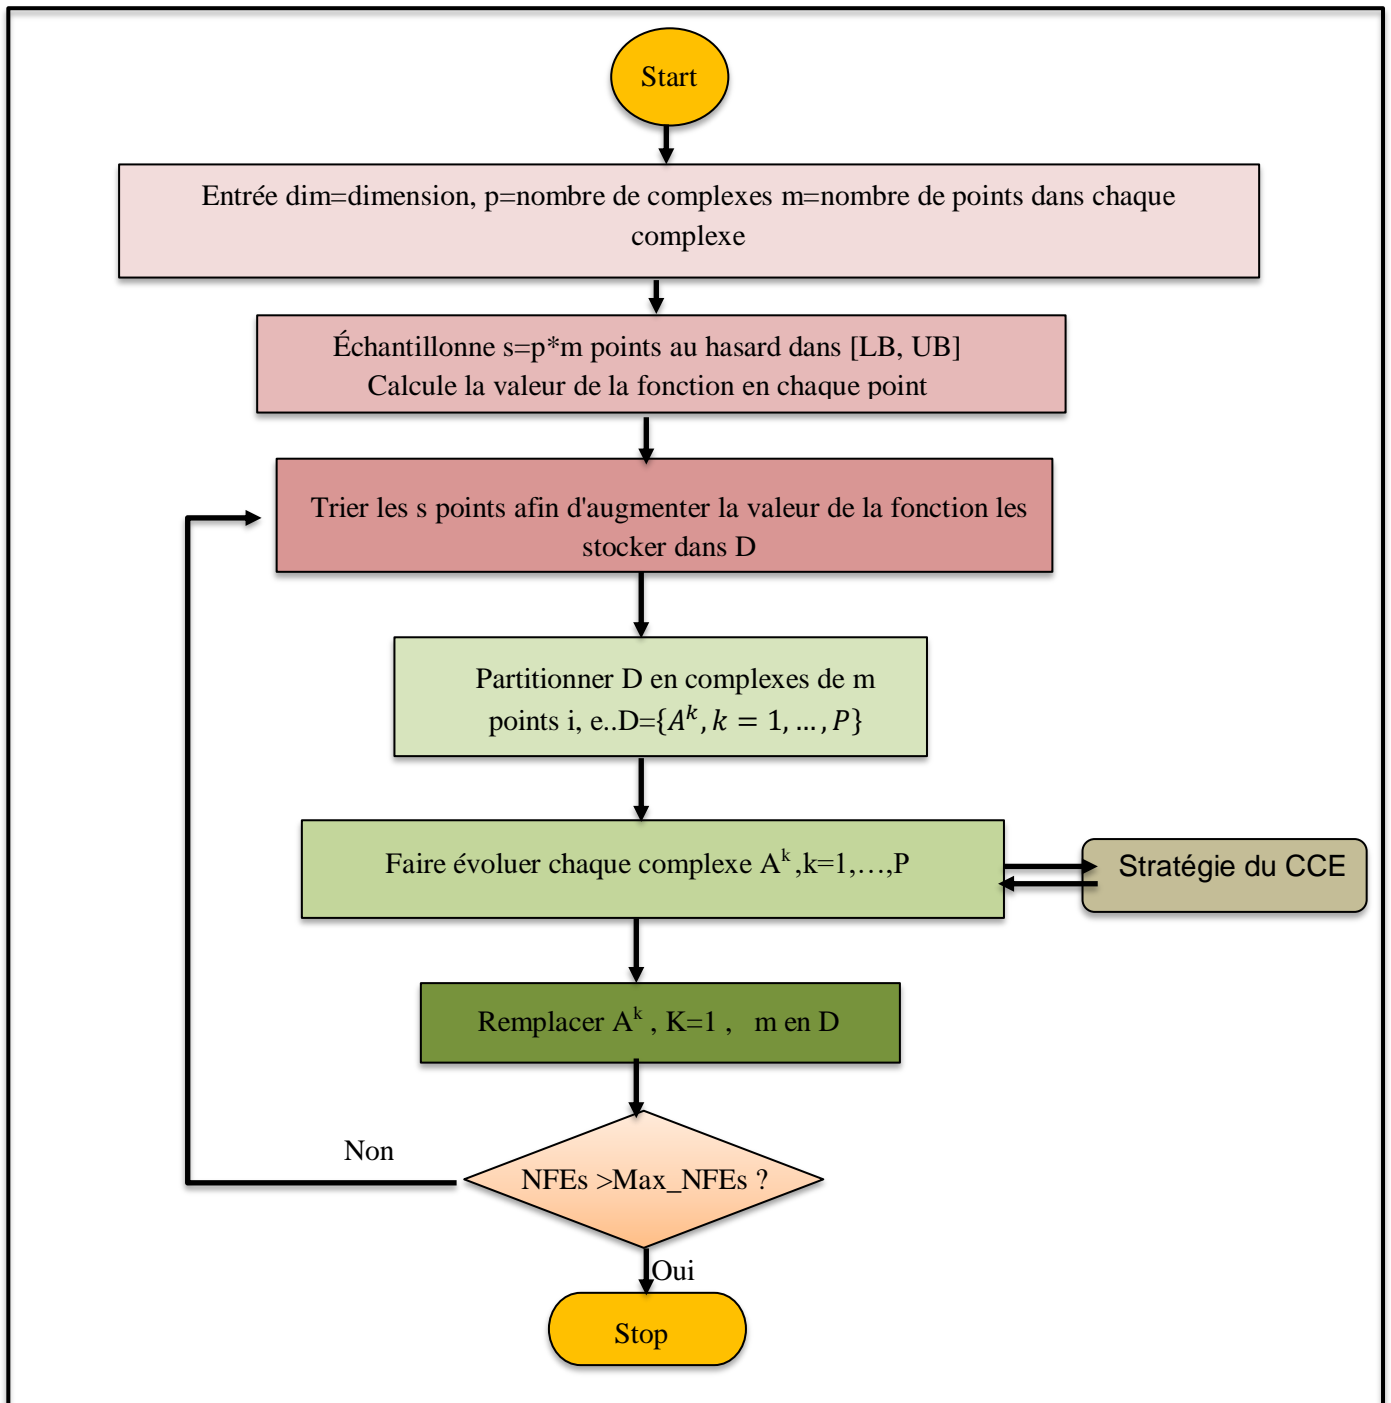 Start
Entrée dim=dimension, p=nombre de complexes m=nombre de points dans chaque
complexe
Échantillonne s=p*m points au hasard dans [LB, UB]
Calcule la valeur de la fonction en chaque point
Trier les s points afin d'augmenter la valeur de la fonction les
stocker dans D
Partitionner D en complexes de m
points i, e..D={A^k, k = 1, … , P}
Faire évoluer chaque complexe A^k ,k=1,…,P
Stratégie du CCE
Remplacer A^k , K=1 , m en D
NFEs >Max_NFEs ?
Non
Oui
Stop